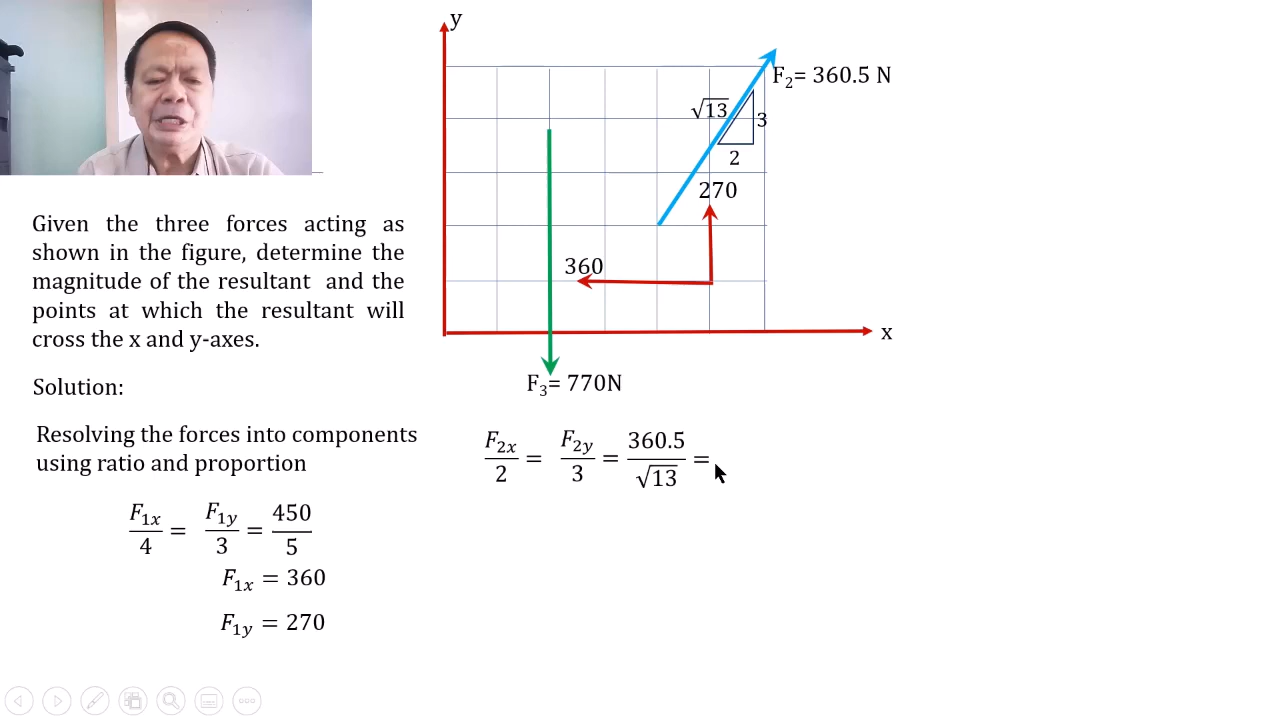 Given the three forces acting as
shown in the figure, determine the
magnitude of the resultant and the
points at which the resultant will
cross the x and y-axes.
Solution:
Resolving the forces into components
using ratio and proportion
F₁ₓ/4 = F₁ᵧ/3 = 450/5
F₁ₓ = 360
F₁ᵧ = 270
y
F₂= 360.5 N
√13
3
2
270
360
x
F₃= 770N
F₂ₓ/2 = F₂ᵧ/3 = 360.5/√13 =